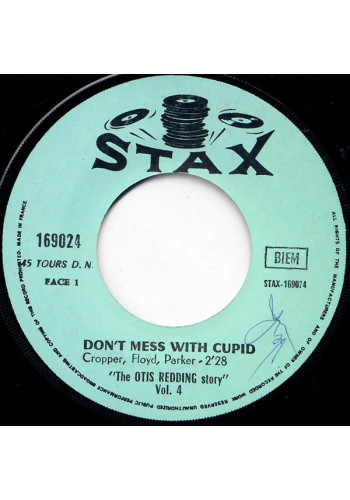 STAX
169024
45 TOURS D.N.
FACE 1
BIEM
STAX-169024
DON'T MESS WITH CUPID
Cropper, Floyd, Parker - 2'28
"The OTIS REDDING story"
Vol. 4
ALL RIGHTS OF THE MANUFACTURER AND OF THE OWNER OF THE RECORDED WORK RESERVED UNAUTHORIZED PUBLIC PERFORMANCE BROADCASTING AND COPYING OF THIS RECORD PROHIBITED. MADE IN FRANCE.